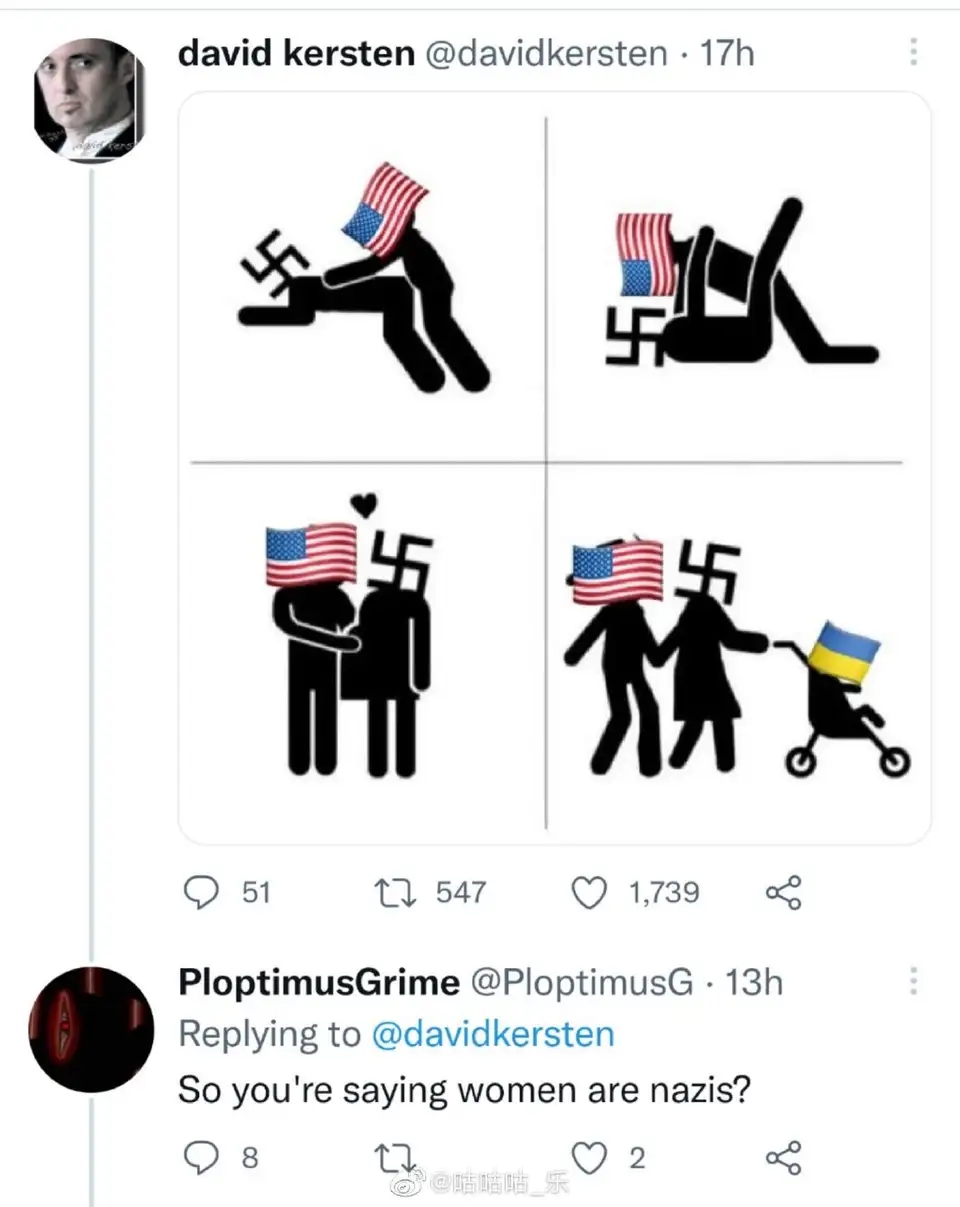 david kersten @davidkersten · 17h
51 547 1,739
PloptimusGrime @PloptimusG · 13h
Replying to @davidkersten
So you're saying women are nazis?
8 2
@咕咕咕_乐